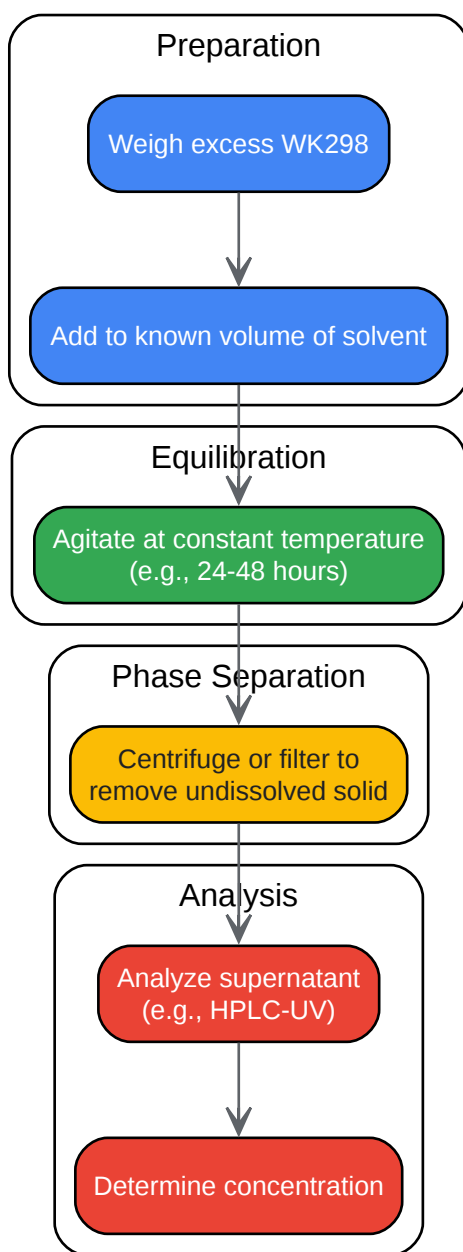 Preparation
Weigh excess WK298
Add to known volume of solvent
Equilibration
Agitate at constant temperature
(e.g., 24-48 hours)
Phase Separation
Centrifuge or filter to
remove undissolved solid
Analysis
Analyze supernatant
(e.g., HPLC-UV)
Determine concentration